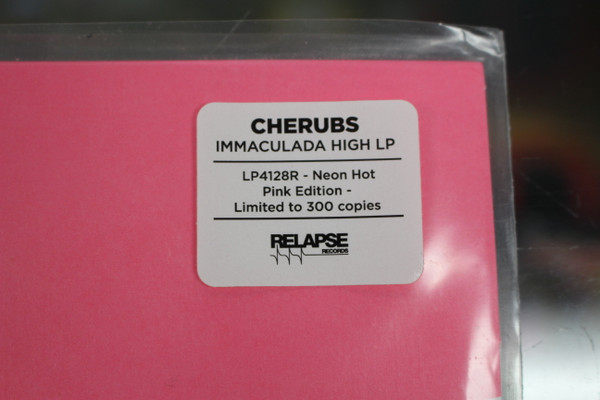 CHERUBS
IMMACULADA HIGH LP
LP4128R - Neon Hot
Pink Edition -
Limited to 300 copies
RELAPSE
RECORDS